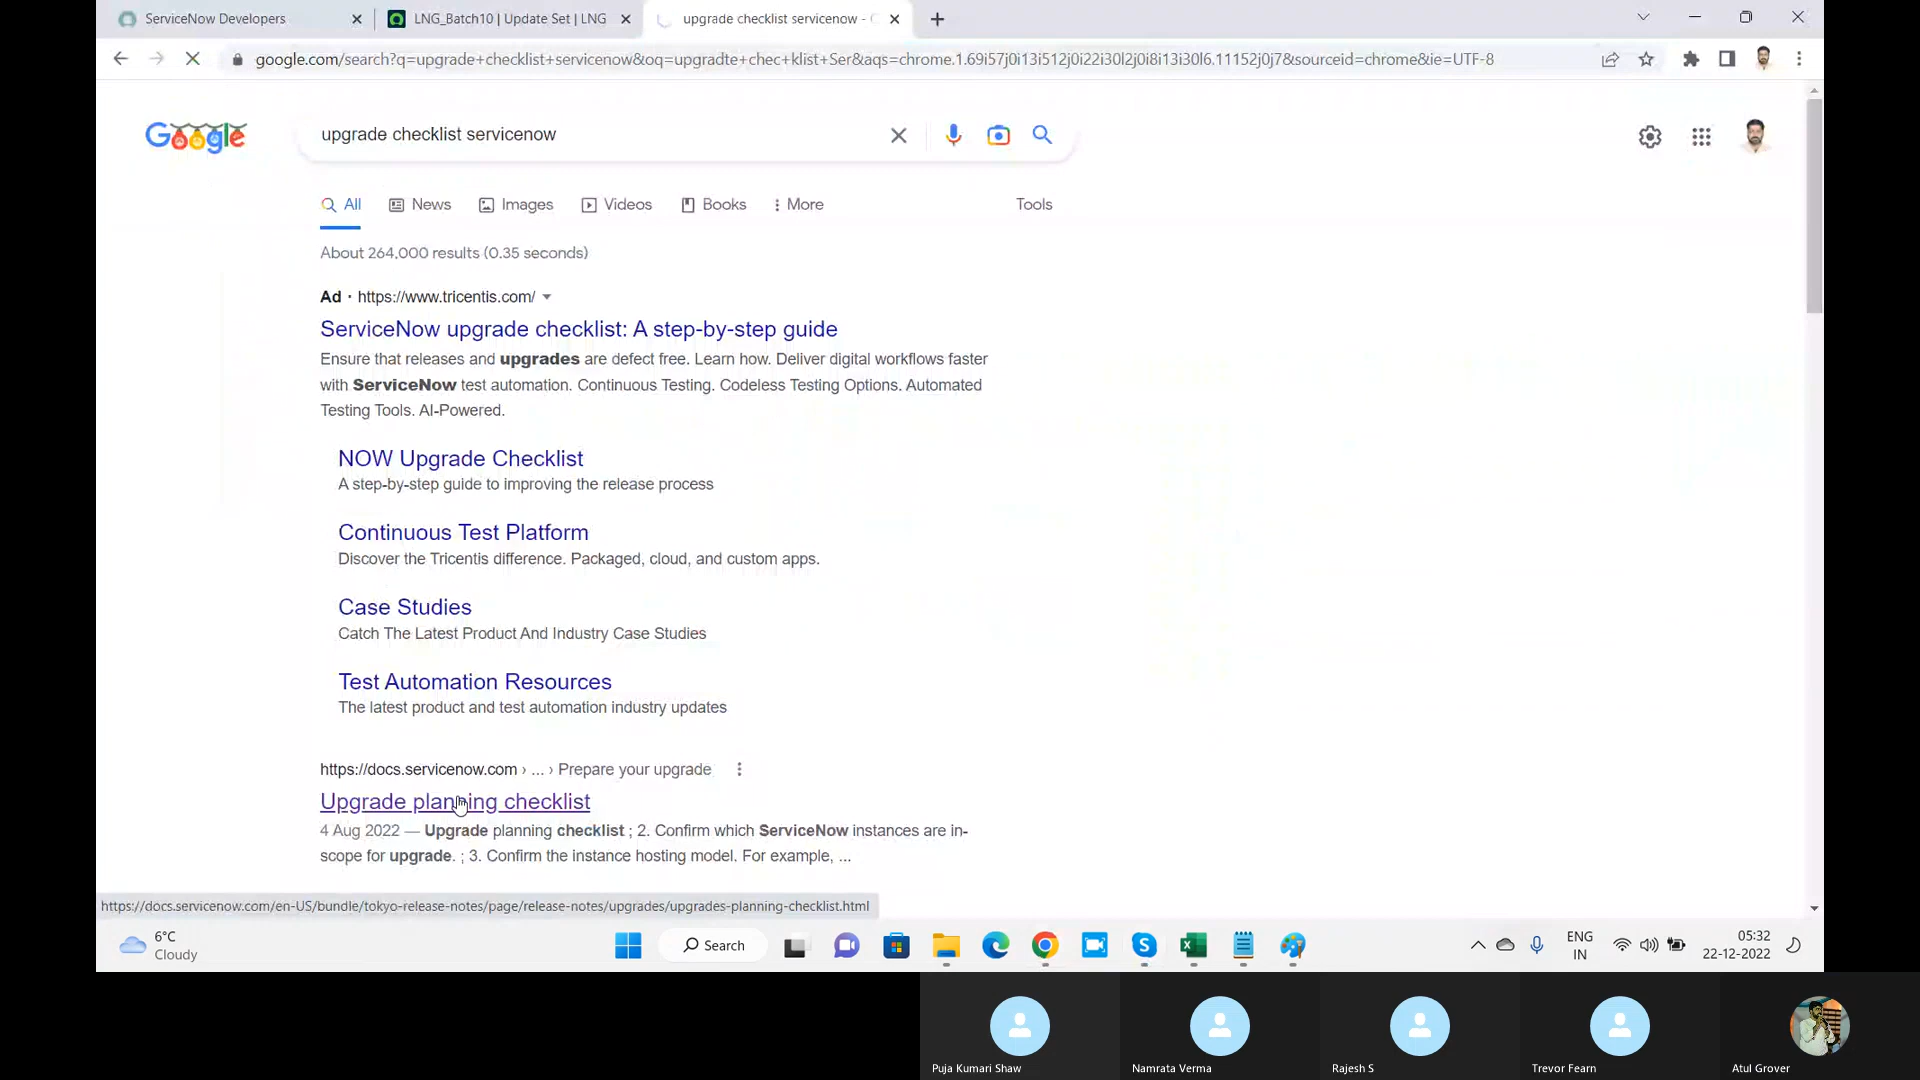 ServiceNow Developers
LNG_Batch10 | Update Set | LNG
upgrade checklist servicenow -
google.com/search?q=upgrade+checklist+servicenow&oq=upgradte+chec+klist+Ser&aqs=chrome.1.69i57j0i13i512j0i22i30l2j0i8i13i30l6.11152j0j7&sourceid=chrome&ie=UTF-8
Google
upgrade checklist servicenow
All News Images Videos Books More Tools
About 264,000 results (0.35 seconds)
Ad · https://www.tricentis.com/
ServiceNow upgrade checklist: A step-by-step guide
Ensure that releases and upgrades are defect free. Learn how. Deliver digital workflows faster
with ServiceNow test automation. Continuous Testing. Codeless Testing Options. Automated
Testing Tools. AI-Powered.
NOW Upgrade Checklist
A step-by-step guide to improving the release process
Continuous Test Platform
Discover the Tricentis difference. Packaged, cloud, and custom apps.
Case Studies
Catch The Latest Product And Industry Case Studies
Test Automation Resources
The latest product and test automation industry updates
https://docs.servicenow.com › ... › Prepare your upgrade
Upgrade planning checklist
4 Aug 2022 — Upgrade planning checklist ; 2. Confirm which ServiceNow instances are in-
scope for upgrade. ; 3. Confirm the instance hosting model. For example, ...
https://docs.servicenow.com/en-US/bundle/tokyo-release-notes/page/release-notes/upgrades/upgrades-planning-checklist.html
6°C
Cloudy
Search
ENG
IN
05:32
22-12-2022
Puja Kumari Shaw
Namrata Verma
Rajesh S
Trevor Fearn
Atul Grover